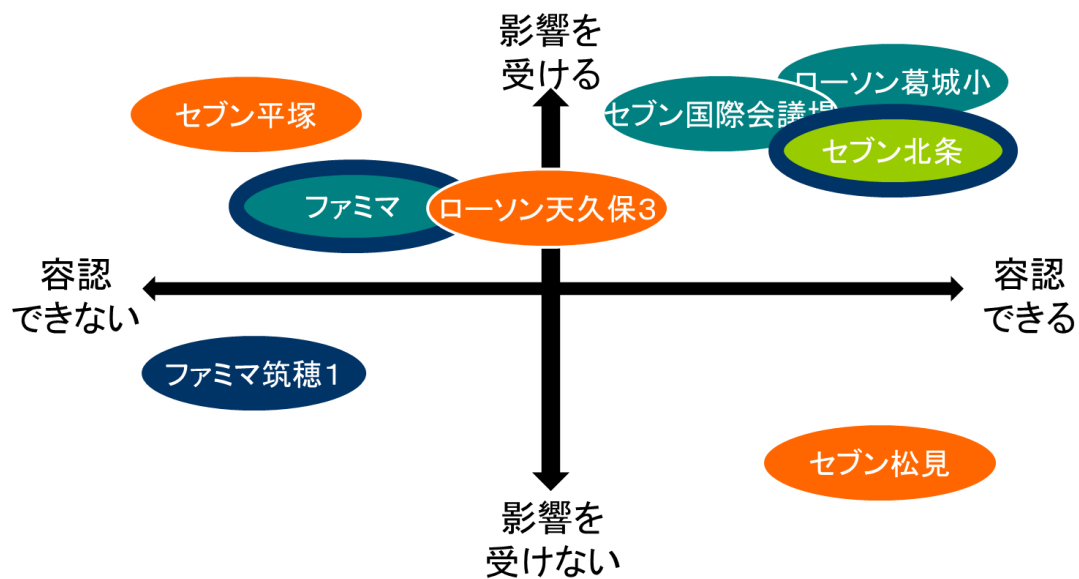 影響を
受ける
ローソン葛城小
セブン平塚
セブン国際会議場
セブン北条
ファミマ
ローソン天久保３
容認
できない
容認
できる
ファミマ筑穂１
セブン松見
影響を
受けない